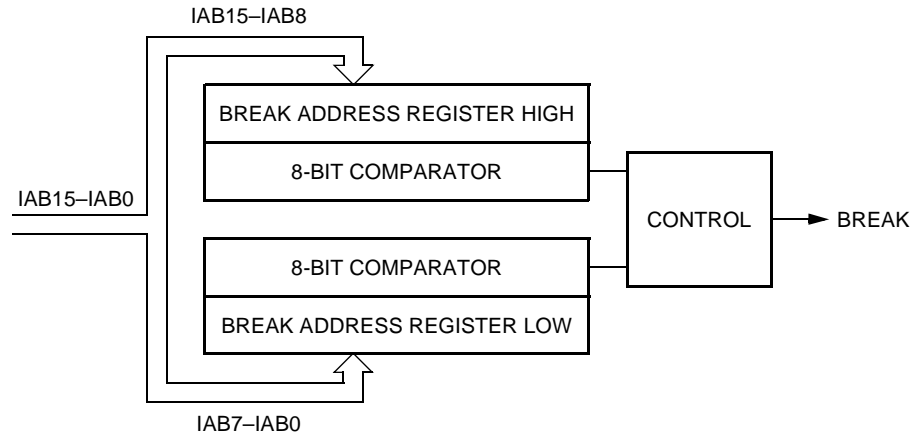 IAB15–IAB8
BREAK ADDRESS REGISTER HIGH
8-BIT COMPARATOR
IAB15–IAB0
CONTROL
BREAK
8-BIT COMPARATOR
BREAK ADDRESS REGISTER LOW
IAB7–IAB0